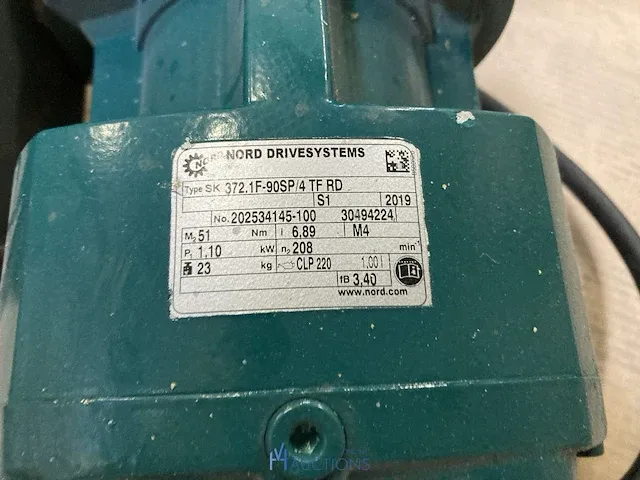 NORD NORD DRIVESYSTEMS
Type SK 372.1F-90SP/4 TF RD
S1 2019
No. 202534145-100 30494224
M2 51 Nm i 6,89 M4
P1 1,10 kW n2 208 min-1
23 kg CLP 220 1,00 l
fB 3,40
www.nord.com
AUCTIONS